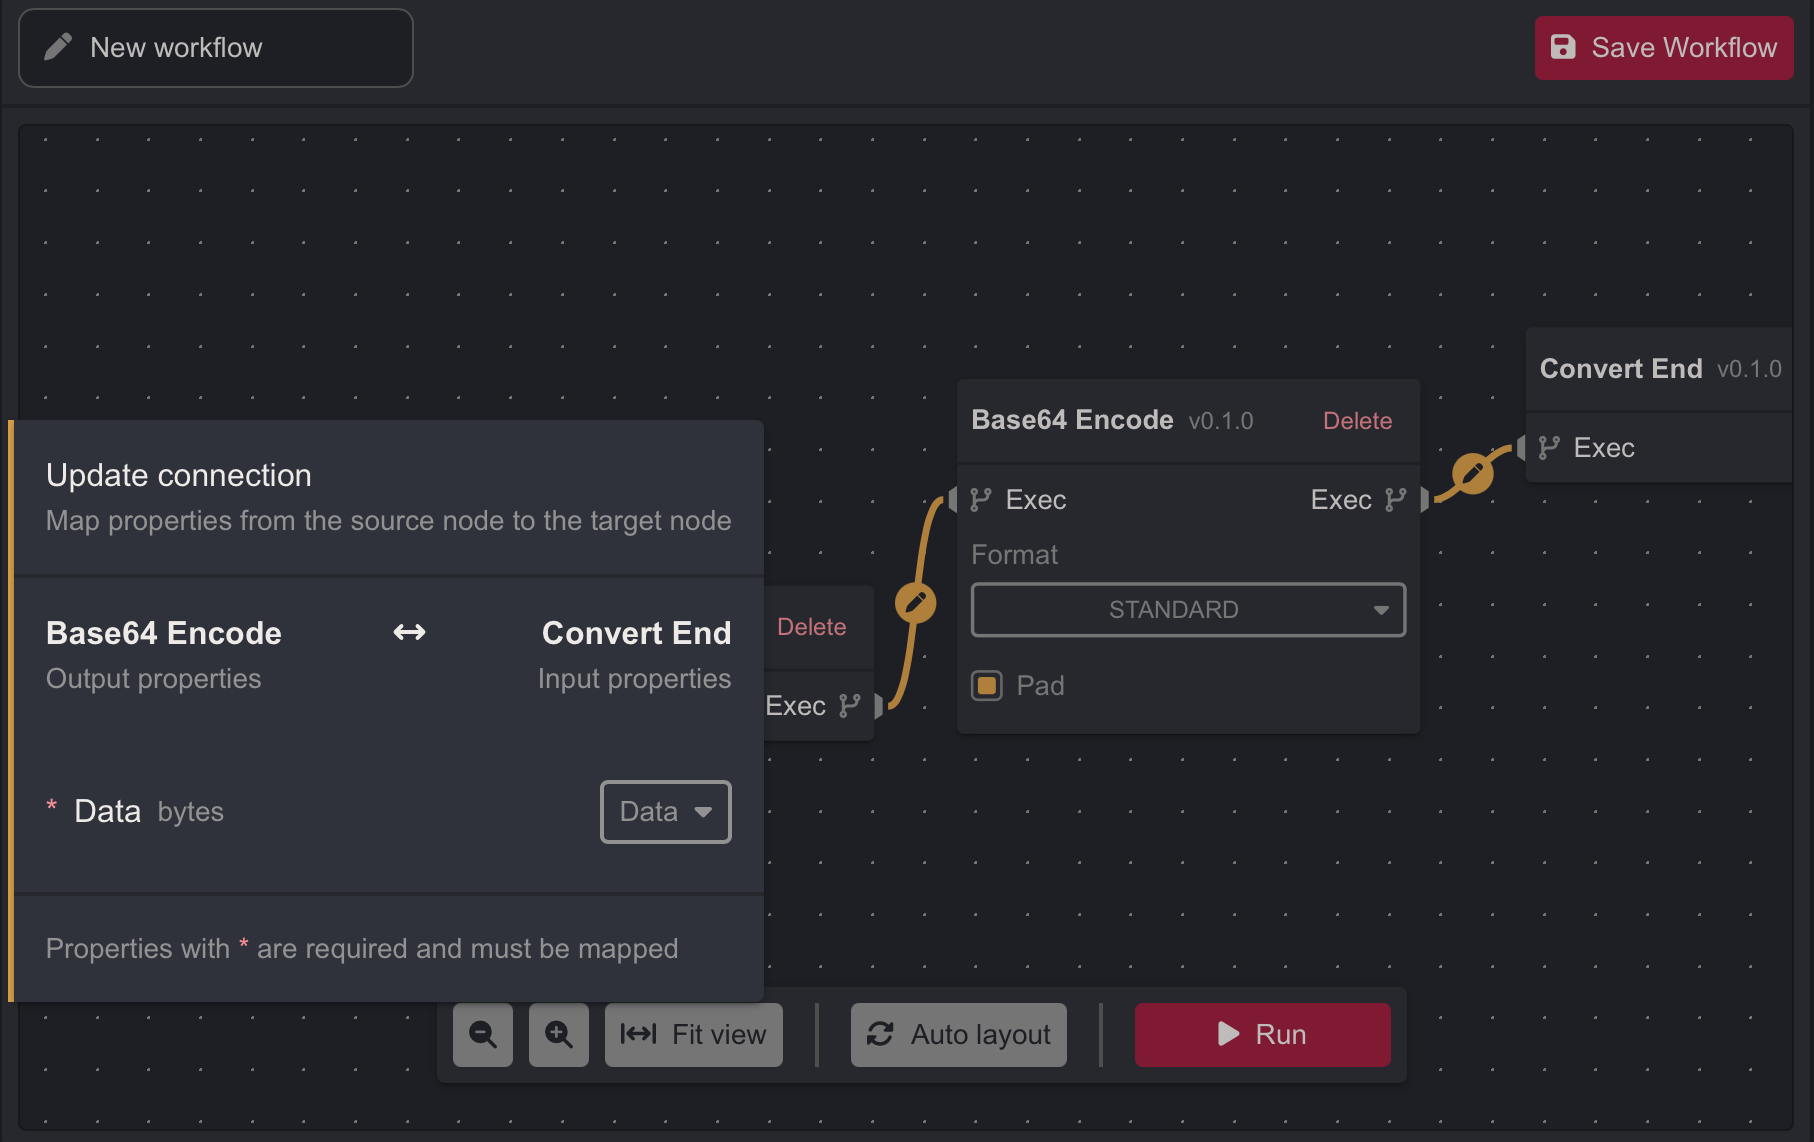 New workflow
Save Workflow
Convert End v0.1.0
Exec
Base64 Encode v0.1.0 Delete
Exec Exec
Format
STANDARD
Pad
Delete
Exec
Update connection
Map properties from the source node to the target node
Base64 Encode Convert End
Output properties Input properties
* Data bytes Data
Properties with * are required and must be mapped
Fit view Auto layout Run